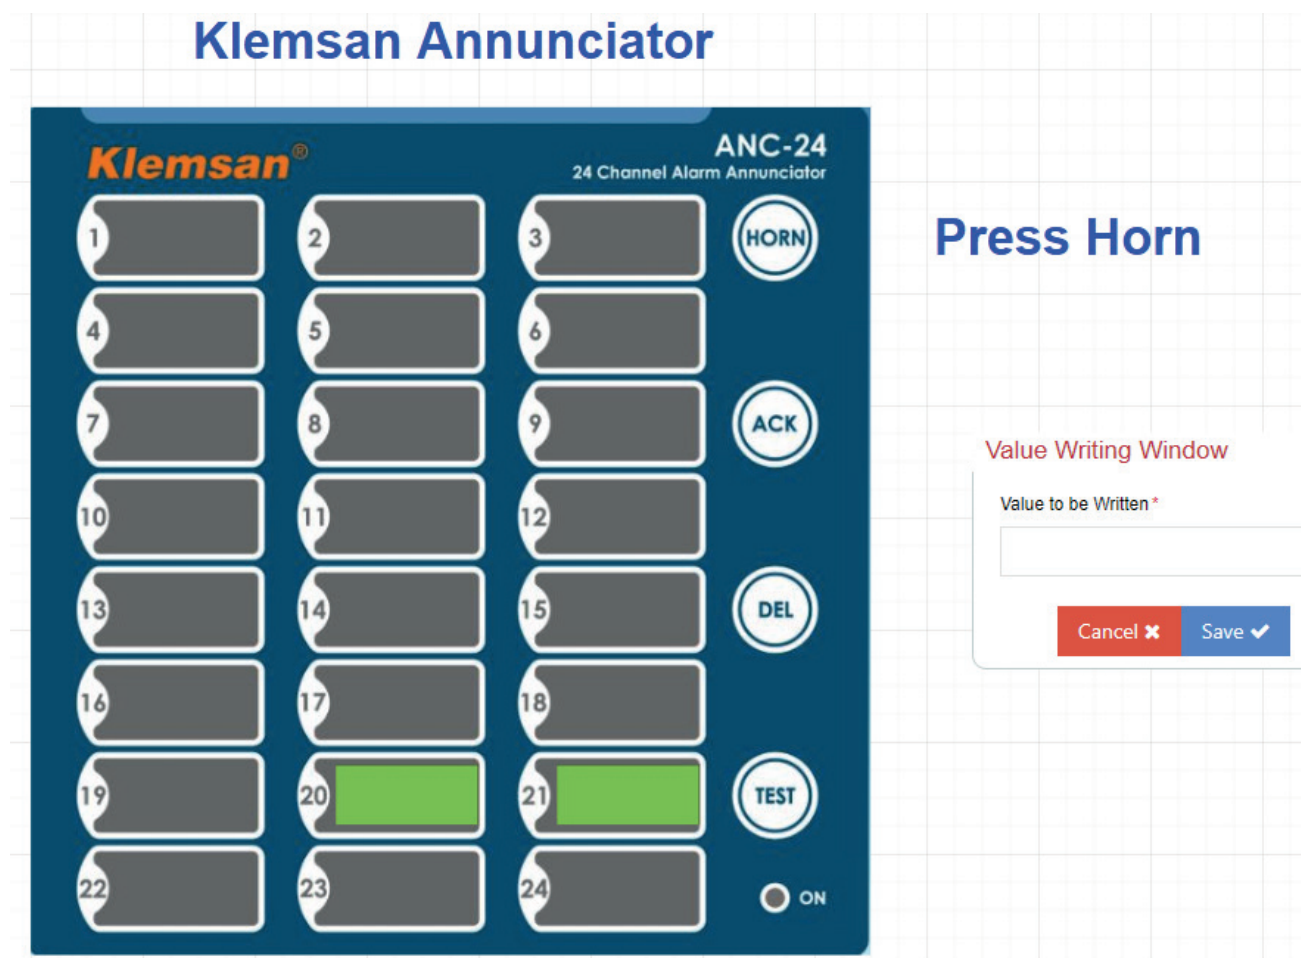 Klemsan Annunciator
Klemsan®
ANC-24
24 Channel Alarm Annunciator
1 2 3 HORN
Press Horn
4 5 6
7 8 9 ACK
Value Writing Window
Value to be Written *
10 11 12
13 14 15 DEL
Cancel ✖ Save ✔
16 17 18
19 20 21 TEST
22 23 24 ON